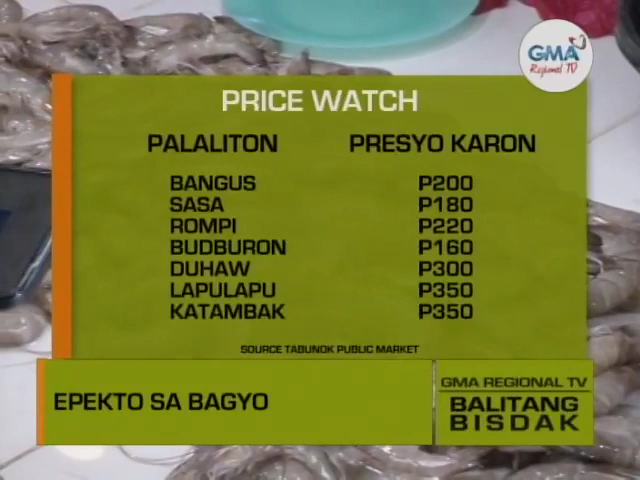 GMA
Regional TV
PRICE WATCH
PALALITON PRESYO KARON
BANGUS P200
SASA P180
ROMPI P220
BUDBURON P160
DUHAW P300
LAPULAPU P350
KATAMBAK P350
SOURCE TABUNOK PUBLIC MARKET
EPEKTO SA BAGYO
GMA REGIONAL TV
BALITANG
BISDAK